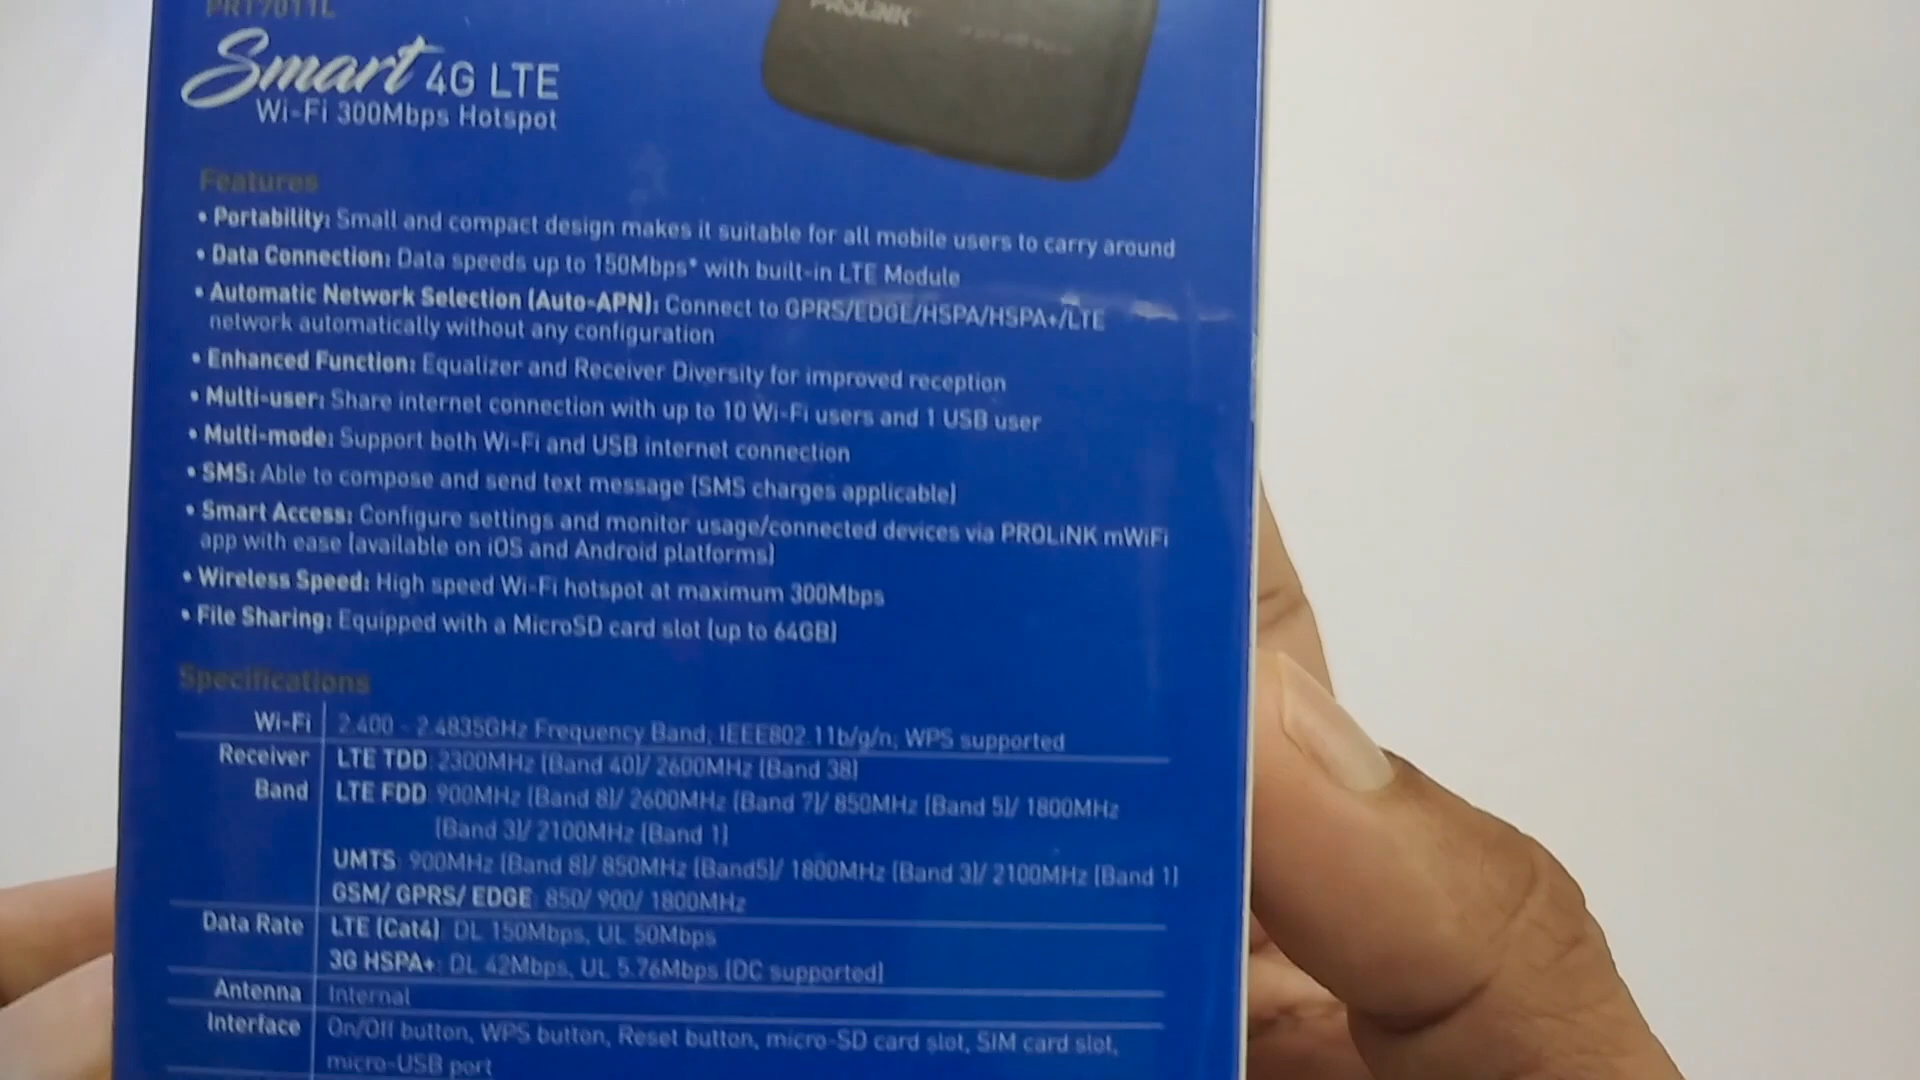 PRT7011L
PROLiNK
Smart 4G LTE
Wi-Fi 300Mbps Hotspot
Features
• Portability: Small and compact design makes it suitable for all mobile users to carry around
• Data Connection: Data speeds up to 150Mbps* with built-in LTE Module
• Automatic Network Selection (Auto-APN): Connect to GPRS/EDGE/HSPA/HSPA+/LTE
network automatically without any configuration
• Enhanced Function: Equalizer and Receiver Diversity for improved reception
• Multi-user: Share internet connection with up to 10 Wi-Fi users and 1 USB user
• Multi-mode: Support both Wi-Fi and USB internet connection
• SMS: Able to compose and send text message (SMS charges applicable)
• Smart Access: Configure settings and monitor usage/connected devices via PROLiNK mWiFi
app with ease (available on iOS and Android platforms)
• Wireless Speed: High speed Wi-Fi hotspot at maximum 300Mbps
• File Sharing: Equipped with a MicroSD card slot (up to 64GB)
Specifications
Wi-Fi 2.400 - 2.4835GHz Frequency Band; IEEE802.11b/g/n; WPS supported
Receiver LTE TDD: 2300MHz (Band 40)/ 2600MHz (Band 38)
Band LTE FDD: 900MHz (Band 8)/ 2600MHz (Band 7)/ 850MHz (Band 5)/ 1800MHz
(Band 3)/ 2100MHz (Band 1)
UMTS: 900MHz (Band 8)/ 850MHz (Band5)/ 1800MHz (Band 3)/ 2100MHz (Band 1)
GSM/ GPRS/ EDGE: 850/ 900/ 1800MHz
Data Rate LTE (Cat4): DL 150Mbps, UL 50Mbps
3G HSPA+: DL 42Mbps, UL 5.76Mbps (DC supported)
Antenna Internal
Interface On/Off button, WPS button, Reset button, micro-SD card slot, SIM card slot,
micro-USB port